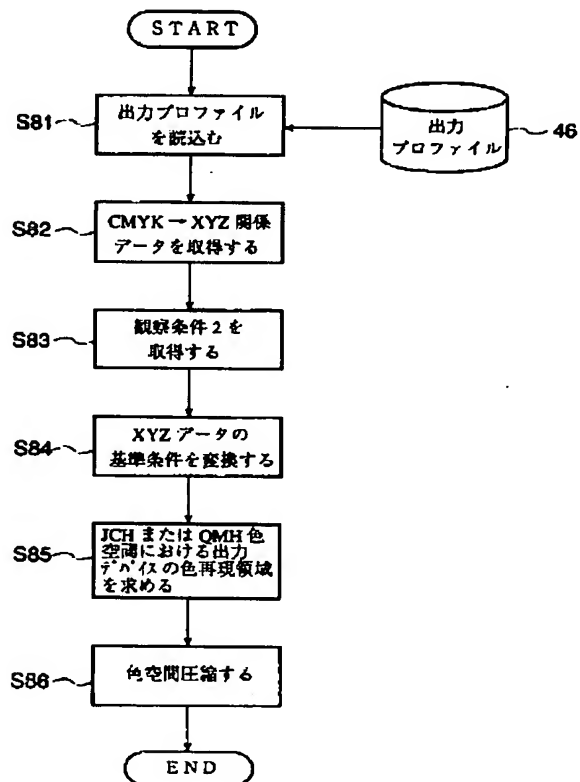 START
S81
出力プロファイル
を読込む
出力
プロファイル
46
S82
CMYK→XYZ 関係
データを取得する
S83
観察条件2を
取得する
S84
XYZ データの
基準条件を変換する
S85
JCH または QMH 色
空間における出力
デバイスの色再現領域
を求める
S86
色空間圧縮する
END